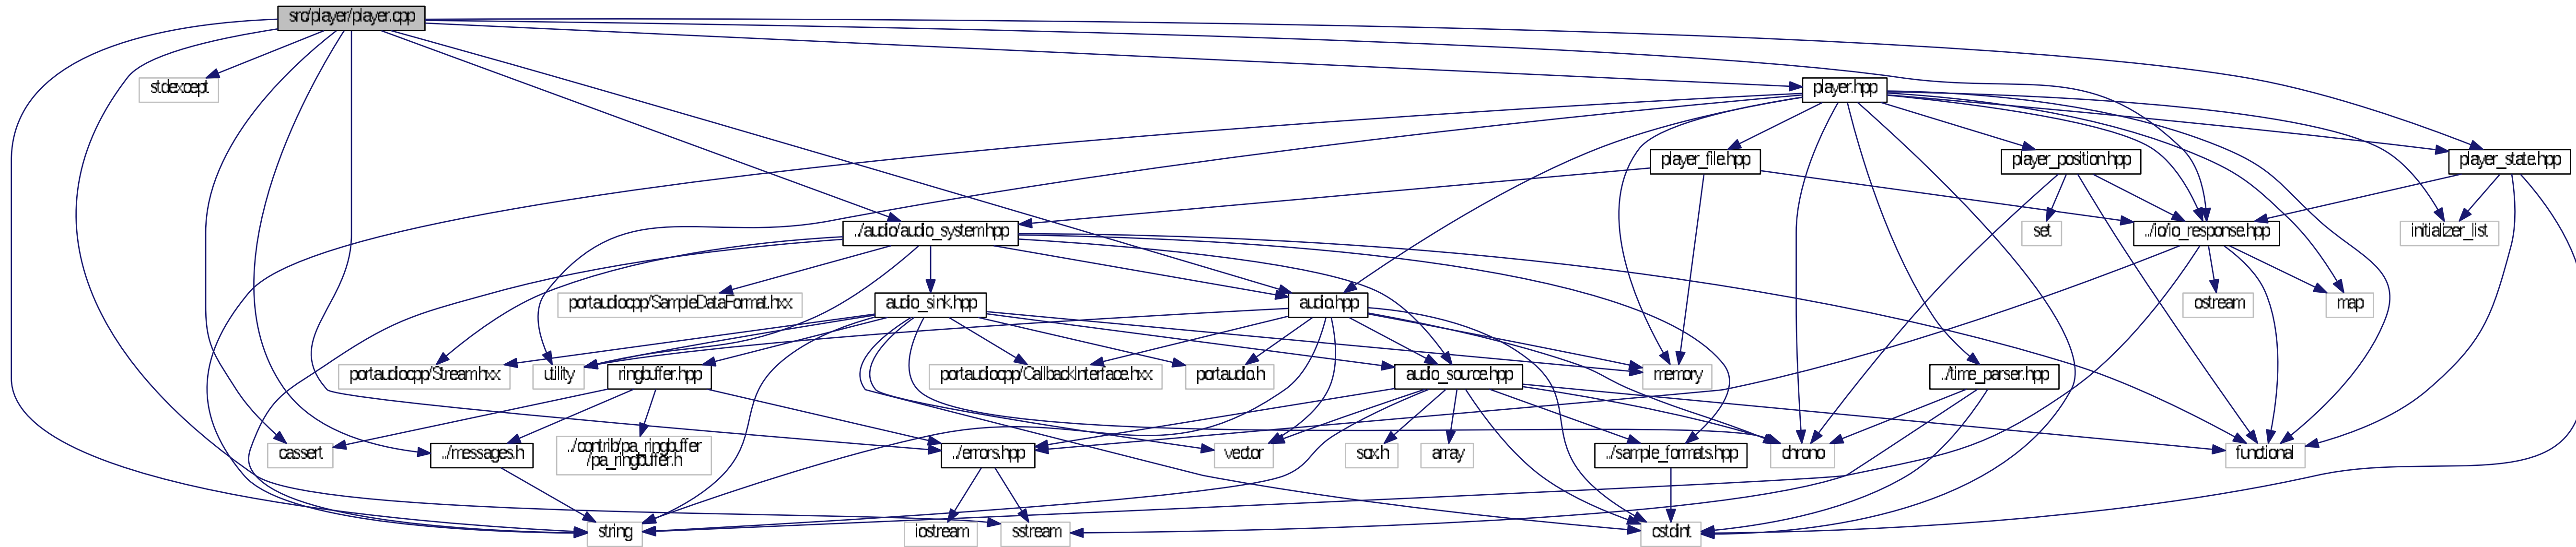 src/player/player.cpp
stdexcept
player.hpp
player_file.hpp
player_position.hpp
player_state.hpp
../audio/audio_system.hpp
set
../io/io_response.hpp
initializer_list
portaudiocpp/SampleDataFormat.hxx
audio_sink.hpp
audio.hpp
ostream
map
portaudiocpp/Stream.hxx
utility
ringbuffer.hpp
portaudiocpp/CallbackInterface.hxx
portaudio.h
audio_source.hpp
memory
../time_parser.hpp
cassert
../messages.h
../contrib/pa_ringbuffer
/pa_ringbuffer.h
../errors.hpp
vector
sox.h
array
../sample_formats.hpp
chrono
functional
string
iostream
sstream
cstdint